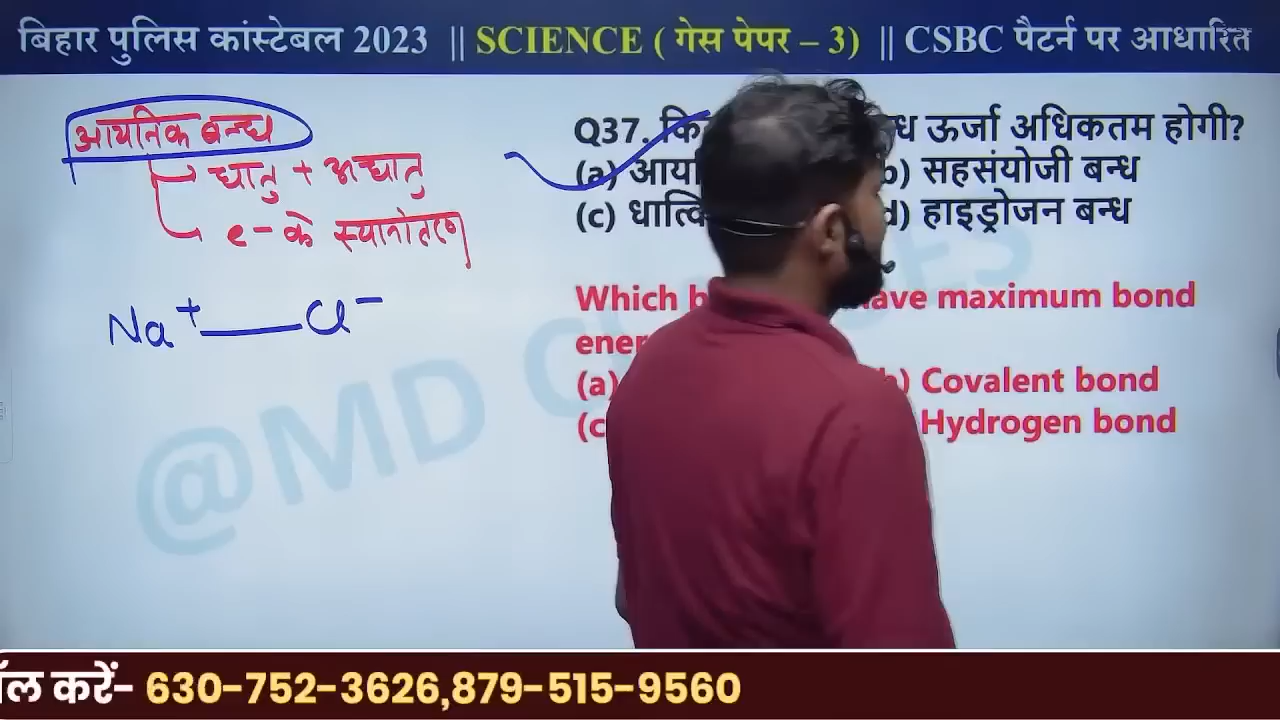 बिहार पुलिस कांस्टेबल 2023 || SCIENCE ( गेस पेपर – 3) || CSBC पैटर्न पर आधारित
आयनिक बन्ध
धातु + अधातु
e- के स्थानांतरण
Na+ — Cl-
Q37. ध ऊर्जा अधिकतम होगी?
(a) आय b) सहसंयोजी बन्ध
(c) धात्वि d) हाइड्रोजन बन्ध
Which b have maximum bond
ener
(a) b) Covalent bond
(c Hydrogen bond
@MD
ॉल करें- 630-752-3626,879-515-9560